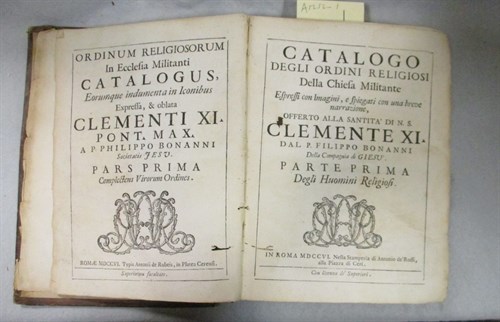 ORDINUM RELIGIOSORUM
In Ecclesia Militanti
CATALOGUS,
Eorumque indumenta in Iconibus
Expressa, & oblata
CLEMENTI XI.
PONT. MAX.
A P. PHILIPPO BONANNI
Societatis JESV.
PARS PRIMA
Complectens Virorum Ordines.
ROMÆ MDCCVI. Typis Antonii de Rubeis, in Platea Cerensi.
Superiorum facultate.
CATALOGO
DEGLI ORDINI RELIGIOSI
Della Chiesa Militante
Espressi con Imagini, e spiegati con una breve
narrazione,
OFFERTO ALLA SANTITA' DI N. S.
CLEMENTE XI.
DAL P. FILIPPO BONANNI
Della Compagnia di GIESV'.
PARTE PRIMA
Degli Huomini Religiosi.
IN ROMA MDCCVI. Nella Stamperia di Antonio de' Rossi,
alla Piazza di Ceri.
Con licenza de' Superiori.